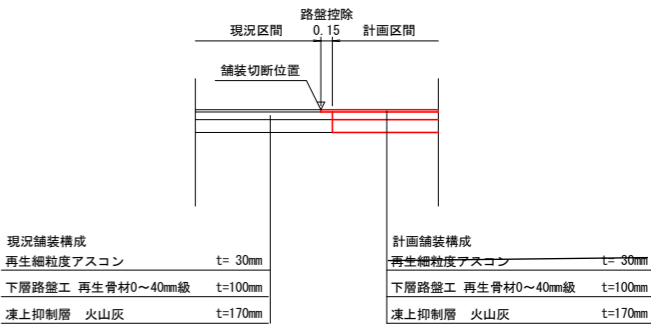 路盤控除
現況区間 0.15 計画区間
舗装切断位置
現況舗装構成
再生細粒度アスコン t= 30mm
下層路盤工 再生骨材0～40mm級 t=100mm
凍上抑制層 火山灰 t=170mm
計画舗装構成
再生細粒度アスコン t= 30mm
下層路盤工 再生骨材0～40mm級 t=100mm
凍上抑制層 火山灰 t=170mm